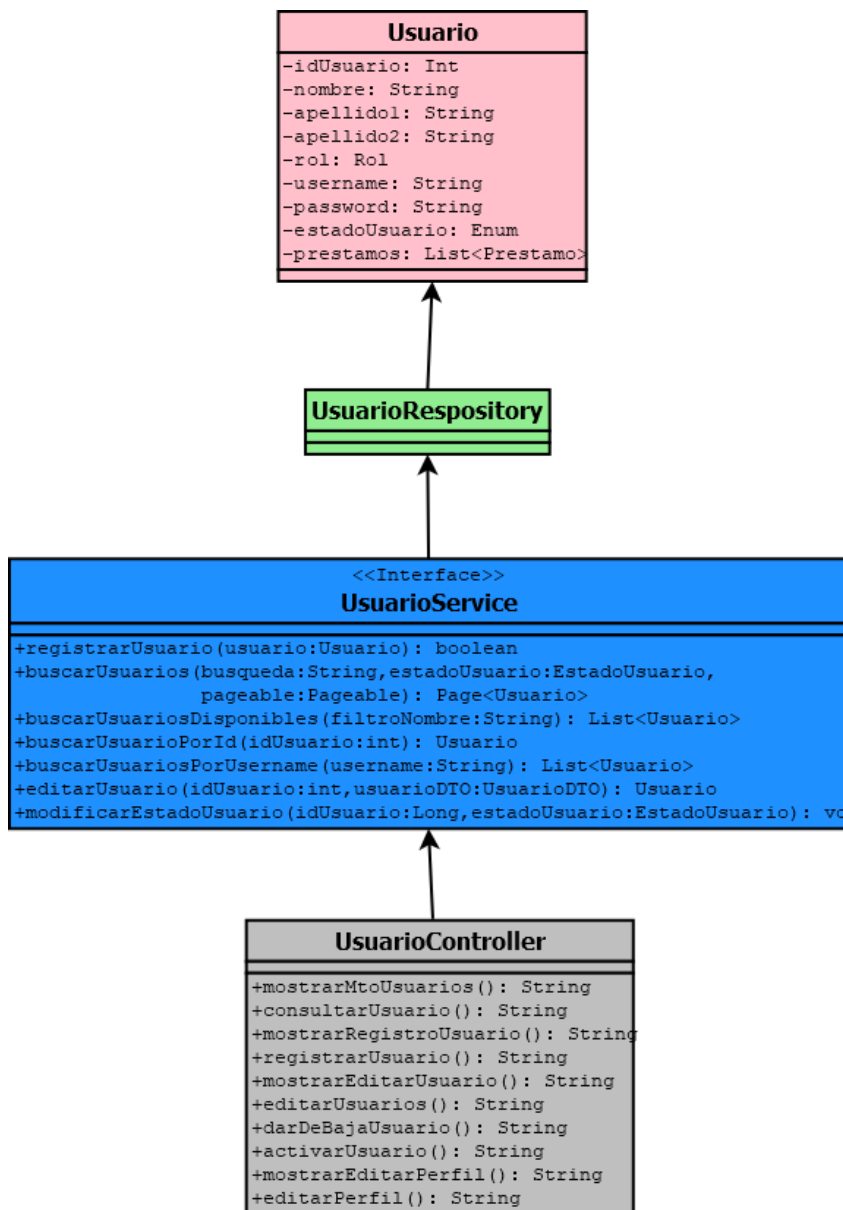 Usuario
-idUsuario: Int
-nombre: String
-apellido1: String
-apellido2: String
-rol: Rol
-username: String
-password: String
-estadoUsuario: Enum
-prestamos: List<Prestamo>
UsuarioRespository
<<Interface>>
UsuarioService
+registrarUsuario(usuario:Usuario): boolean
+buscarUsuarios(busqueda:String,estadoUsuario:EstadoUsuario,
pageable:Pageable): Page<Usuario>
+buscarUsuariosDisponibles(filtroNombre:String): List<Usuario>
+buscarUsuarioPorId(idUsuario:int): Usuario
+buscarUsuariosPorUsername(username:String): List<Usuario>
+editarUsuario(idUsuario:int,usuarioDTO:UsuarioDTO): Usuario
+modificarEstadoUsuario(idUsuario:Long,estadoUsuario:EstadoUsuario): vo
UsuarioController
+mostrarMtoUsuarios(): String
+consultarUsuario(): String
+mostrarRegistroUsuario(): String
+registrarUsuario(): String
+mostrarEditarUsuario(): String
+editarUsuarios(): String
+darDeBajaUsuario(): String
+activarUsuario(): String
+mostrarEditarPerfil(): String
+editarPerfil(): String